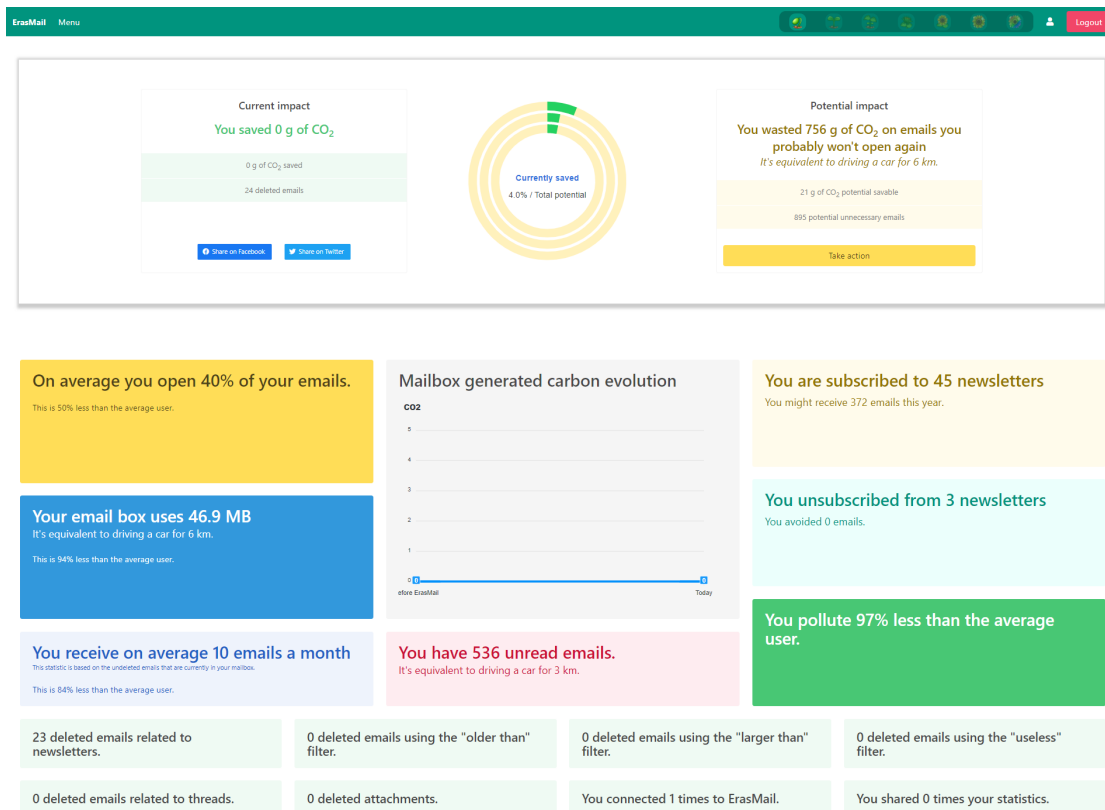 ErasMail Menu
Logout
Current impact
You saved 0 g of CO2
0 g of CO2 saved
24 deleted emails
Share on Facebook
Share on Twitter
Currently saved
4.0% / Total potential
Potential impact
You wasted 756 g of CO2 on emails you
probably won't open again
It's equivalent to driving a car for 6 km.
21 g of CO2 potential savable
895 potential unnecessary emails
Take action
On average you open 40% of your emails.
This is 50% less than the average user.
Your email box uses 46.9 MB
It's equivalent to driving a car for 6 km.
This is 94% less than the average user.
You receive on average 10 emails a month
This statistic is based on the undeleted emails that are currently in your mailbox.
This is 84% less than the average user.
Mailbox generated carbon evolution
CO2
5
4
3
2
1
0
0
0
efore ErasMail
Today
You have 536 unread emails.
It's equivalent to driving a car for 3 km.
You are subscribed to 45 newsletters
You might receive 372 emails this year.
You unsubscribed from 3 newsletters
You avoided 0 emails.
You pollute 97% less than the average
user.
23 deleted emails related to
newsletters.
0 deleted emails using the "older than"
filter.
0 deleted emails using the "larger than"
filter.
0 deleted emails using the "useless"
filter.
0 deleted emails related to threads.
0 deleted attachments.
You connected 1 times to ErasMail.
You shared 0 times your statistics.